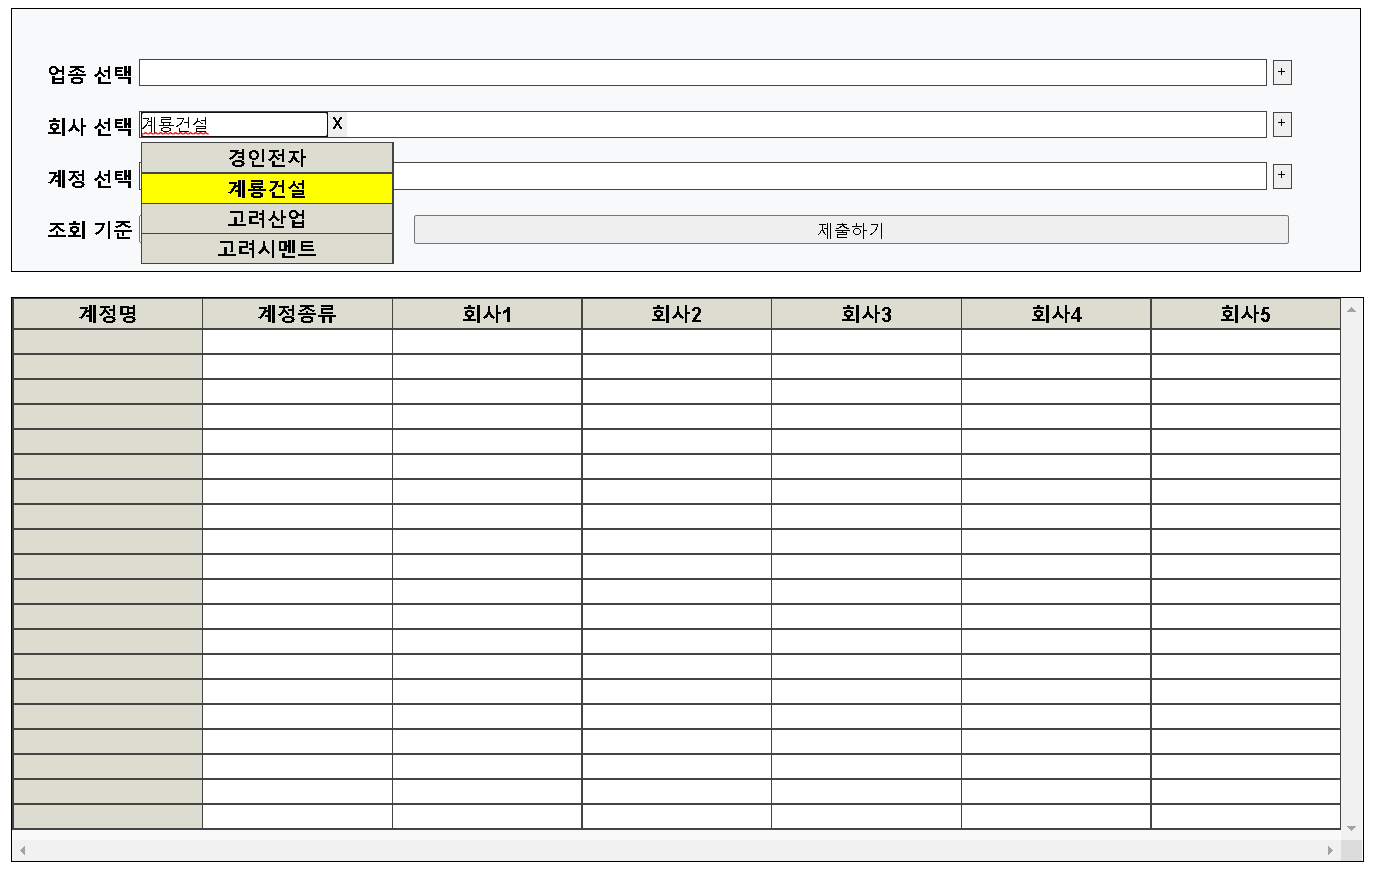 업종 선택 +
회사 선택 계룡건설 X +
경인전자
계정 선택 +
계룡건설
고려산업
조회 기준 제출하기
고려시멘트
계정명 계정종류 회사1 회사2 회사3 회사4 회사5